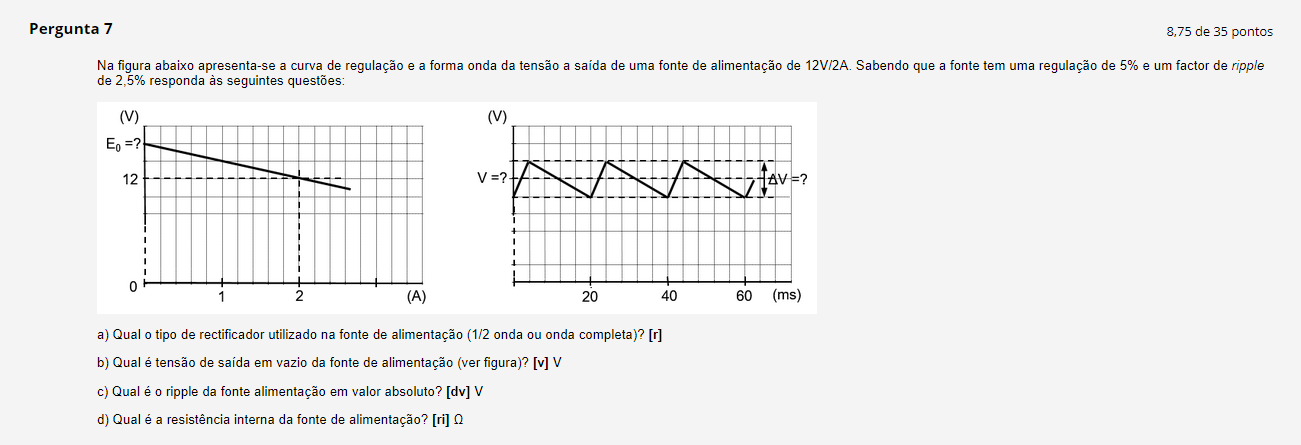 Pergunta 7
8,75 de 35 pontos
Na figura abaixo apresenta-se a curva de regulação e a forma onda da tensão a saída de uma fonte de alimentação de 12V/2A. Sabendo que a fonte tem uma regulação de 5% e um factor de ripple
de 2,5% responda às seguintes questões:
(V)
E0 =?
12
0
1
2
(A)
(V)
V =?
ΔV =?
20
40
60
(ms)
a) Qual o tipo de rectificador utilizado na fonte de alimentação (1/2 onda ou onda completa)? [r]
b) Qual é tensão de saída em vazio da fonte de alimentação (ver figura)? [v] V
c) Qual é o ripple da fonte alimentação em valor absoluto? [dv] V
d) Qual é a resistência interna da fonte de alimentação? [ri] Ω